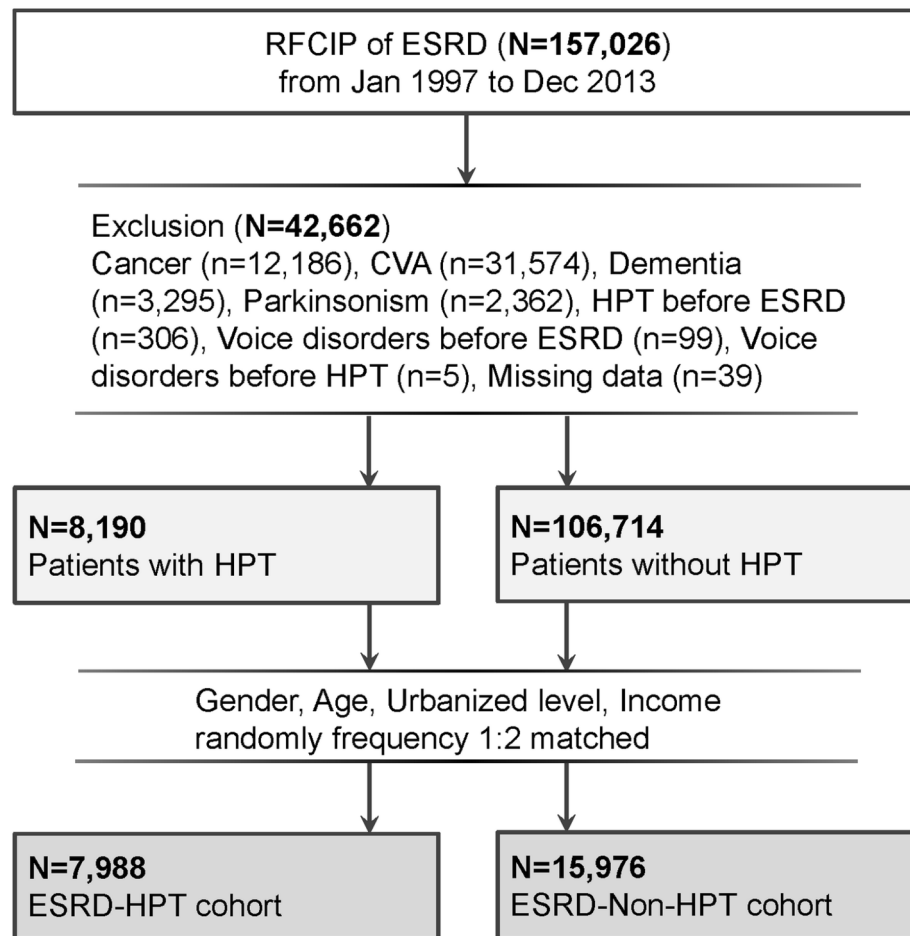 RFCIP of ESRD (N=157,026)
from Jan 1997 to Dec 2013
Exclusion (N=42,662)
Cancer (n=12,186), CVA (n=31,574), Dementia
(n=3,295), Parkinsonism (n=2,362), HPT before ESRD
(n=306), Voice disorders before ESRD (n=99), Voice
disorders before HPT (n=5), Missing data (n=39)
N=8,190
Patients with HPT
N=106,714
Patients without HPT
Gender, Age, Urbanized level, Income
randomly frequency 1:2 matched
N=7,988
ESRD-HPT cohort
N=15,976
ESRD-Non-HPT cohort